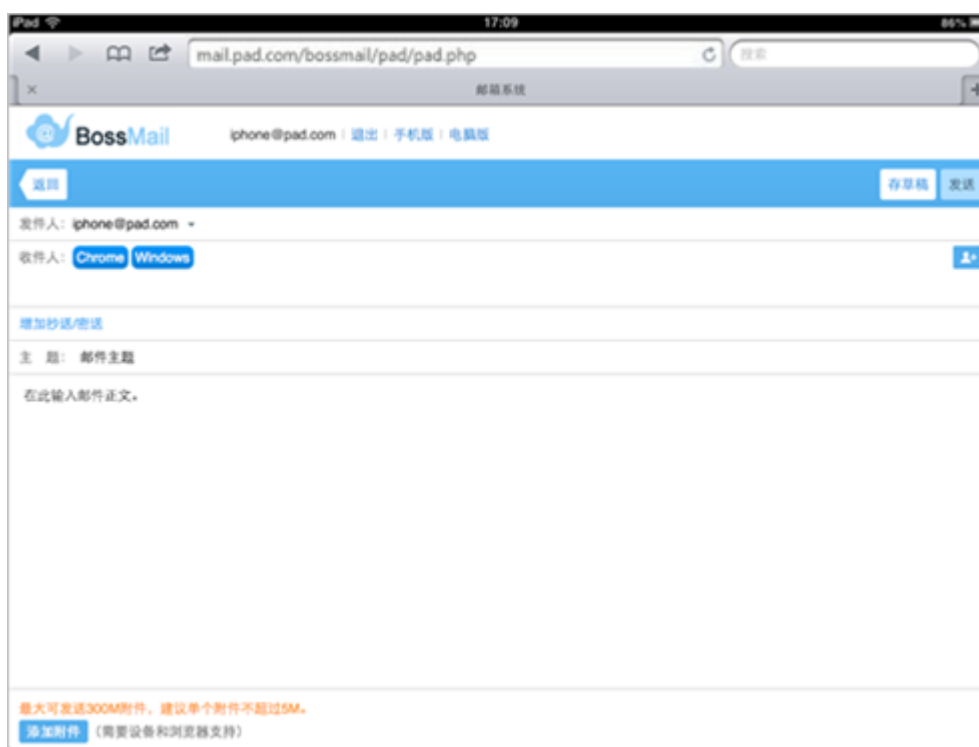 iPad 17:09 86%
mail.pad.com/bossmail/pad/pad.php 搜索
邮箱系统
BossMail iphone@pad.com | 退出 | 手机版 | 电脑版
返回 存草稿 发送
发件人: iphone@pad.com
收件人: Chrome Windows
增加抄送/密送
主 题: 邮件主题
在此输入邮件正文。
最大可发送300M附件，建议单个附件不超过5M。
添加附件 (需要设备和浏览器支持)